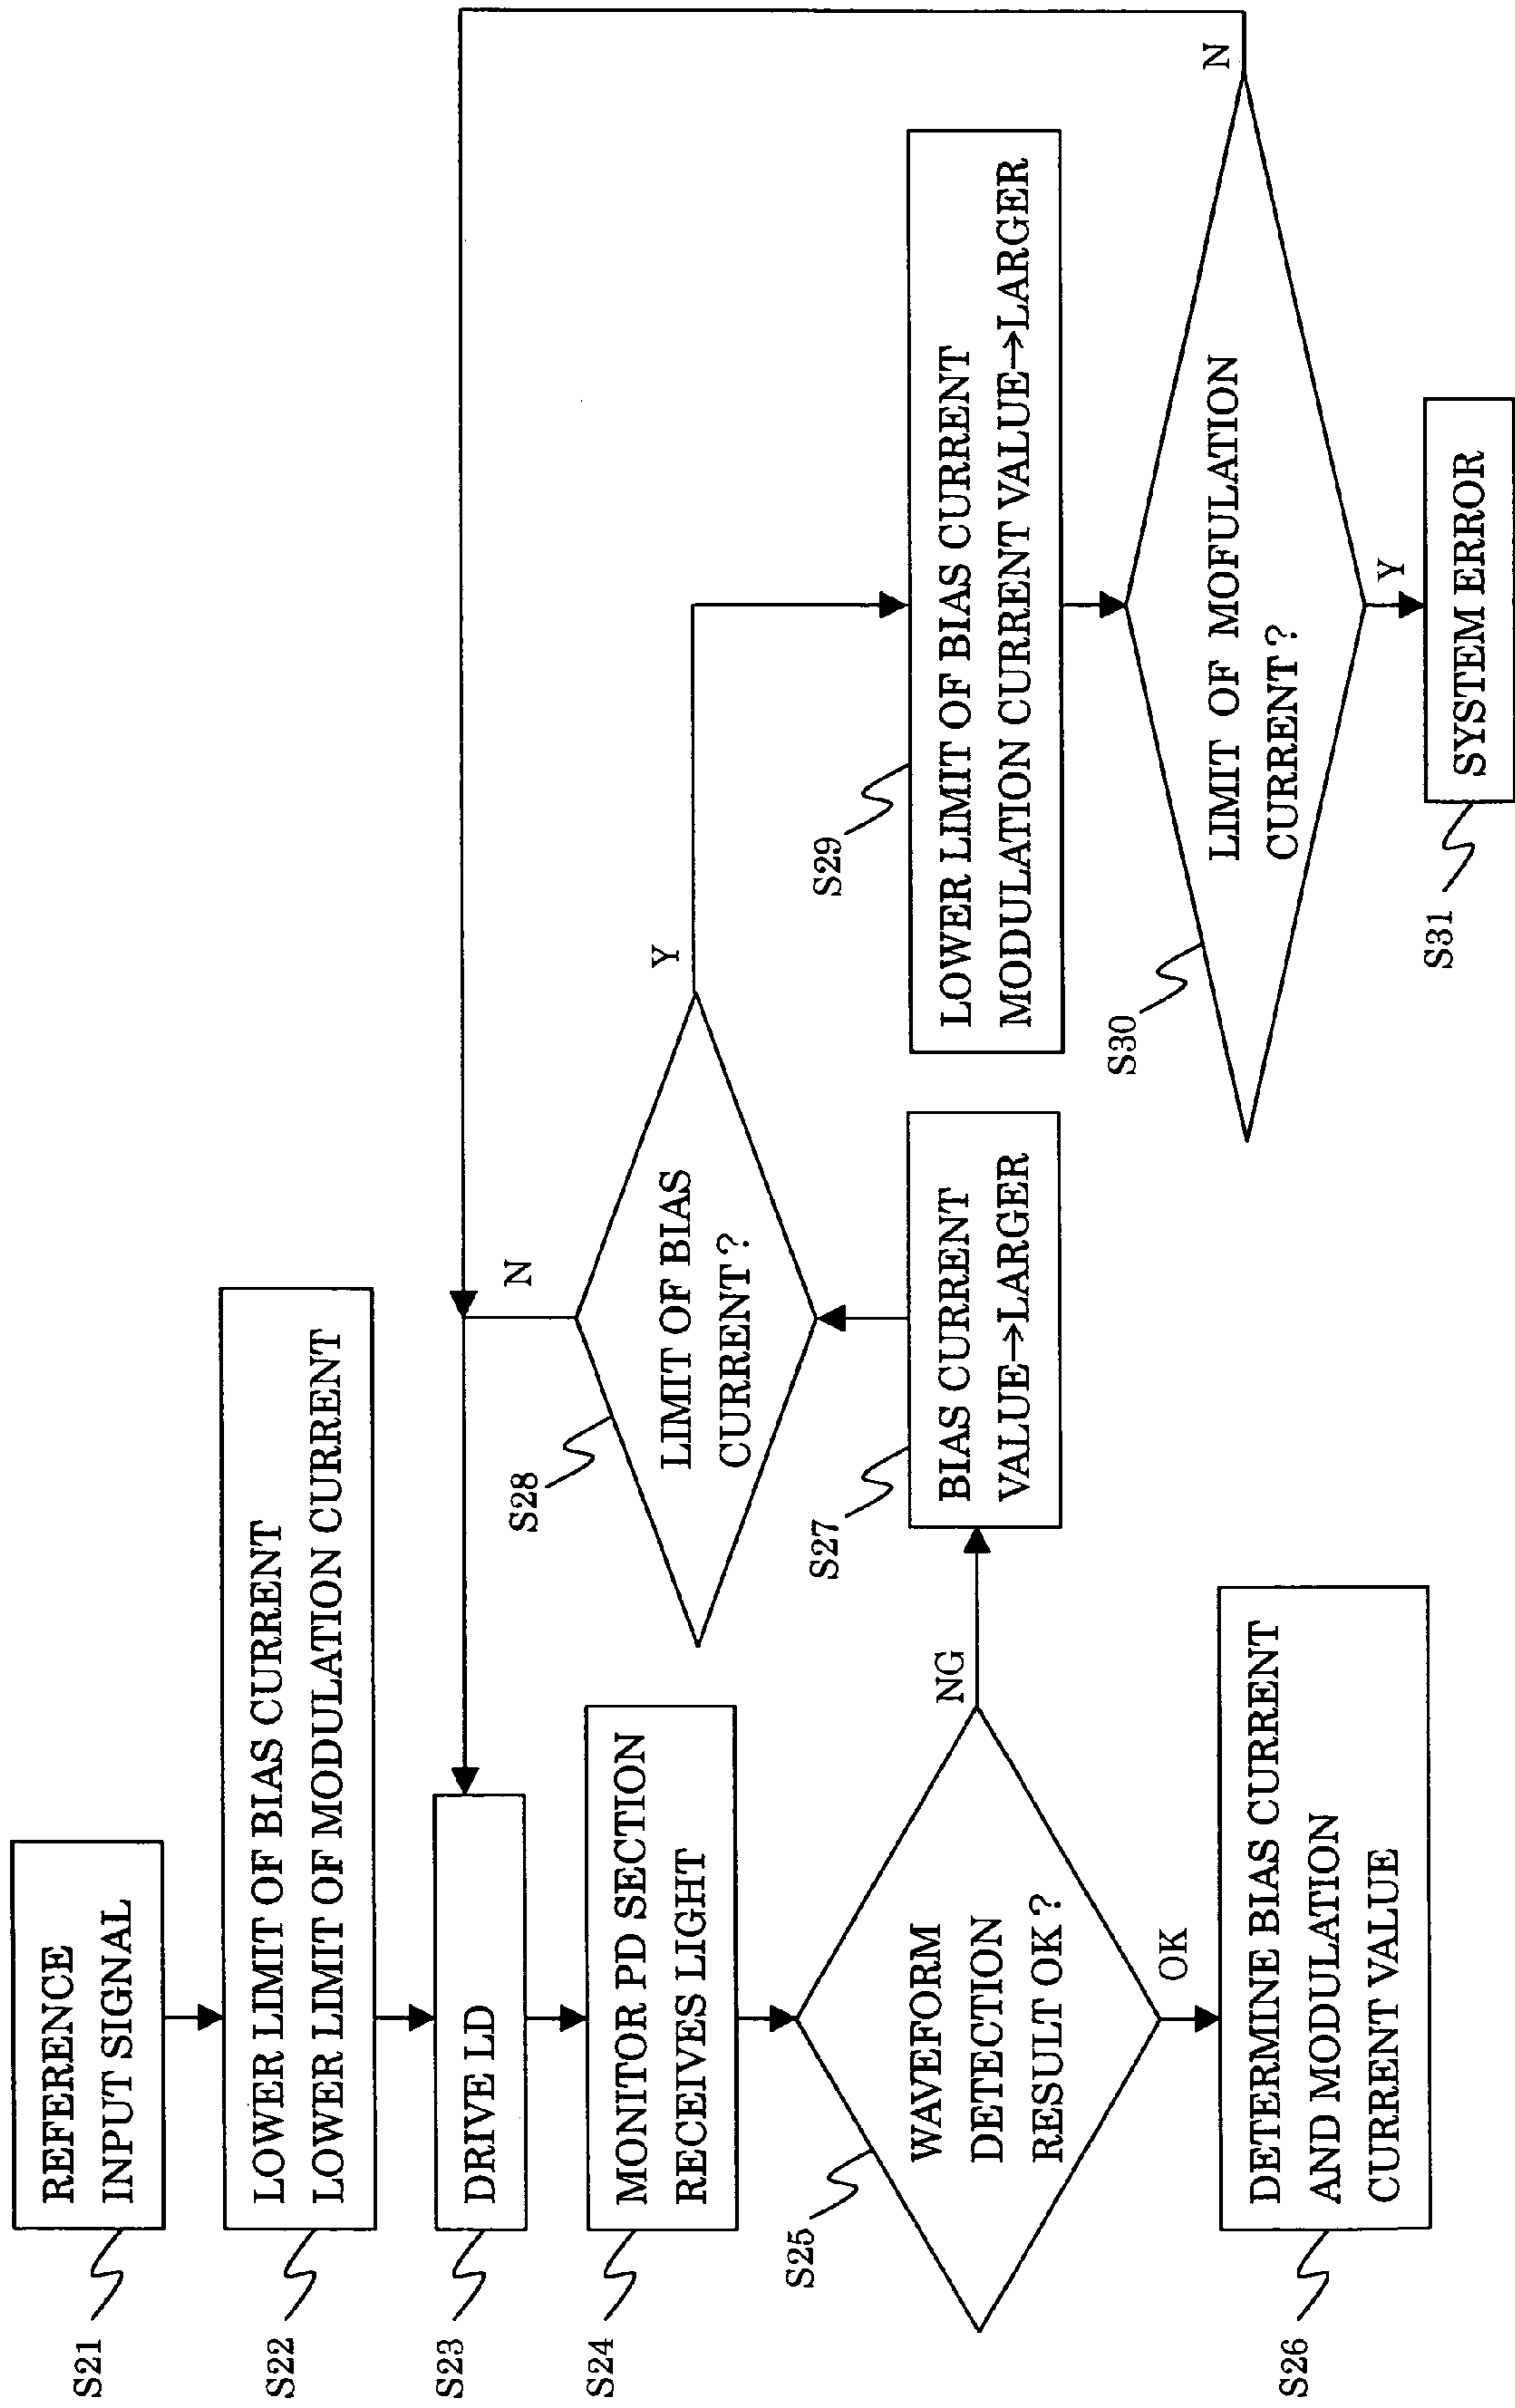 S21
REFERENCE
INPUT SIGNAL
S22
LOWER LIMIT OF BIAS CURRENT
LOWER LIMIT OF MODULATION CURRENT
S23
DRIVE LD
S24
MONITOR PD SECTION
RECEIVES LIGHT
S25
WAVEFORM
DETECTION
RESULT OK?
NG
OK
S26
DETERMINE BIAS CURRENT
AND MODULATION
CURRENT VALUE
S27
BIAS CURRENT
VALUE→LARGER
S28
LIMIT OF BIAS
CURRENT?
N
Y
S29
LOWER LIMIT OF BIAS CURRENT
MODULATION CURRENT VALUE→LARGER
S30
LIMIT OF MOFULATION
CURRENT?
N
Y
S31
SYSTEM ERROR